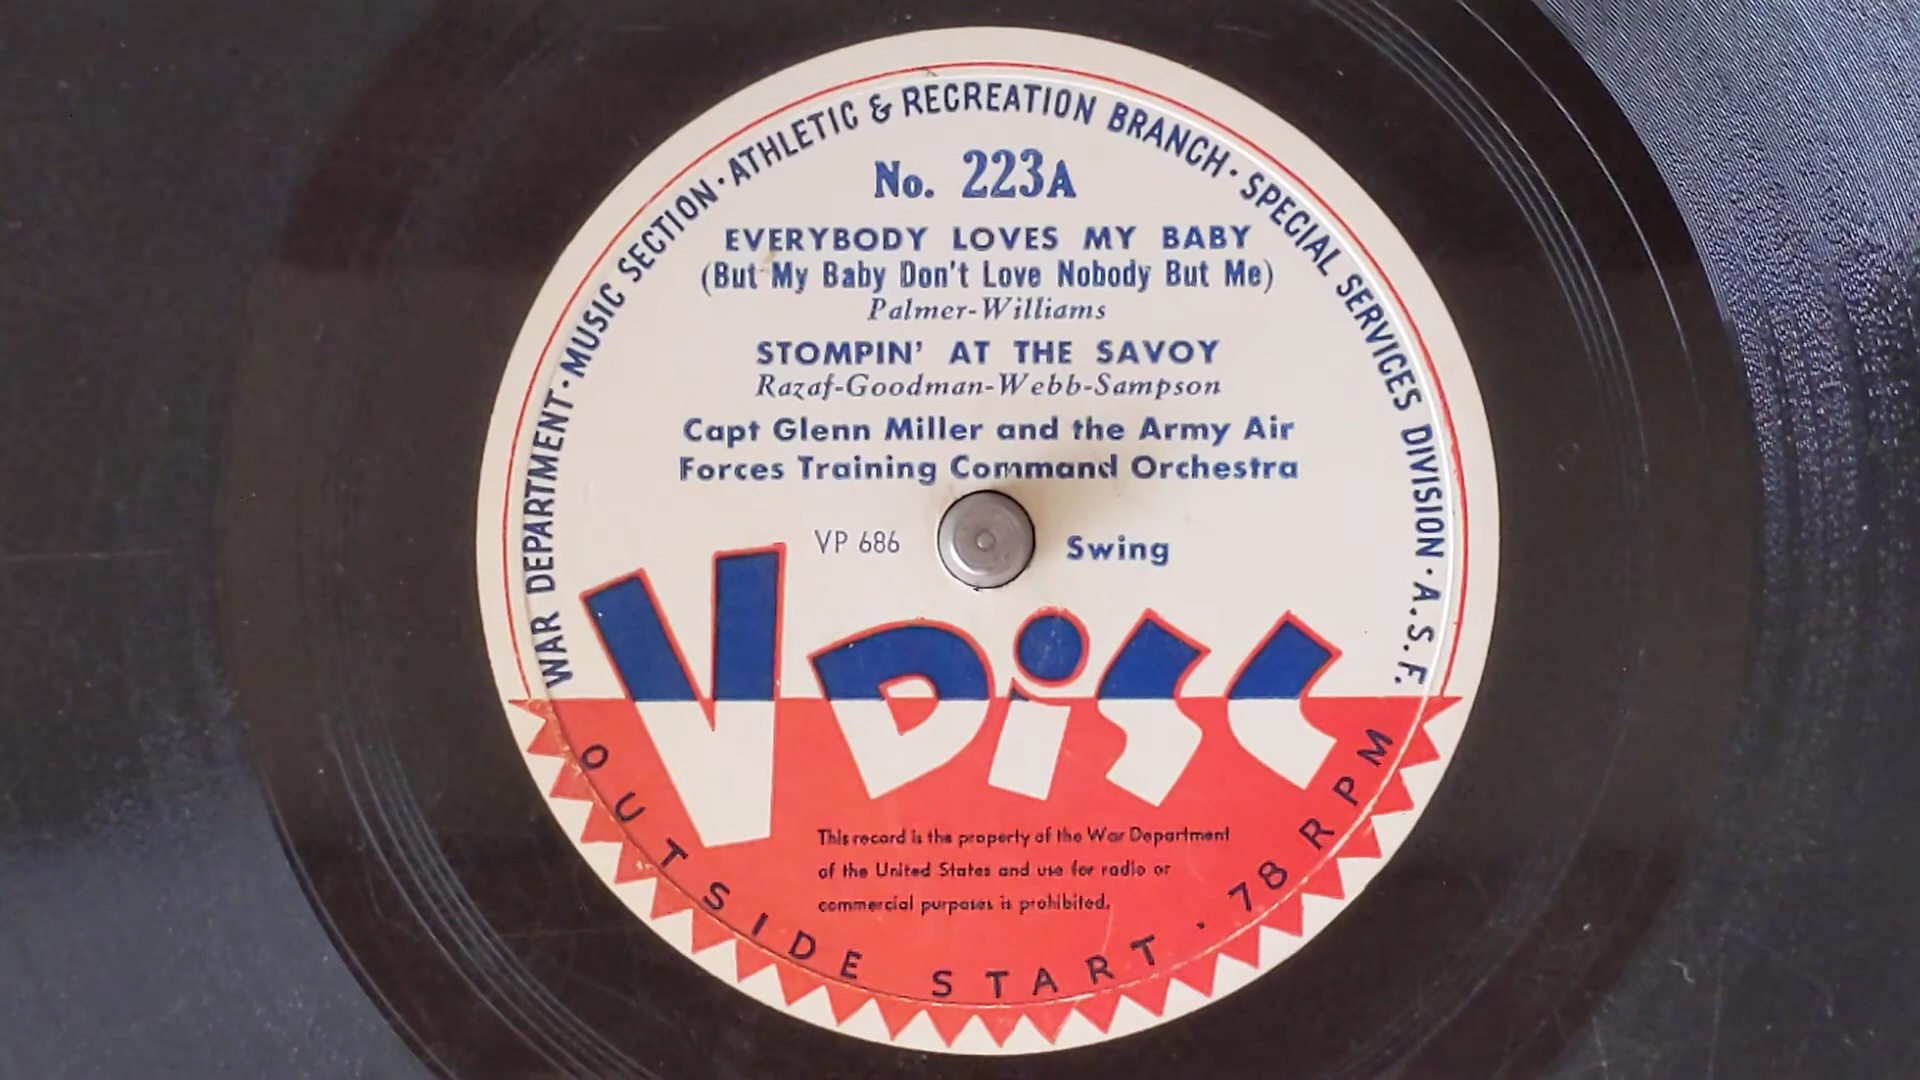 WAR DEPARTMENT · MUSIC SECTION · ATHLETIC & RECREATION BRANCH · SPECIAL SERVICES DIVISION · A.S.F.
No. 223A
EVERYBODY LOVES MY BABY
(But My Baby Don't Love Nobody But Me)
Palmer-Williams
STOMPIN' AT THE SAVOY
Razaf-Goodman-Webb-Sampson
Capt Glenn Miller and the Army Air
Forces Training Command Orchestra
VP 686 Swing
V DiSC
This record is the property of the War Department
of the United States and use for radio or
commercial purposes is prohibited.
OUTSIDE START · 78 RPM